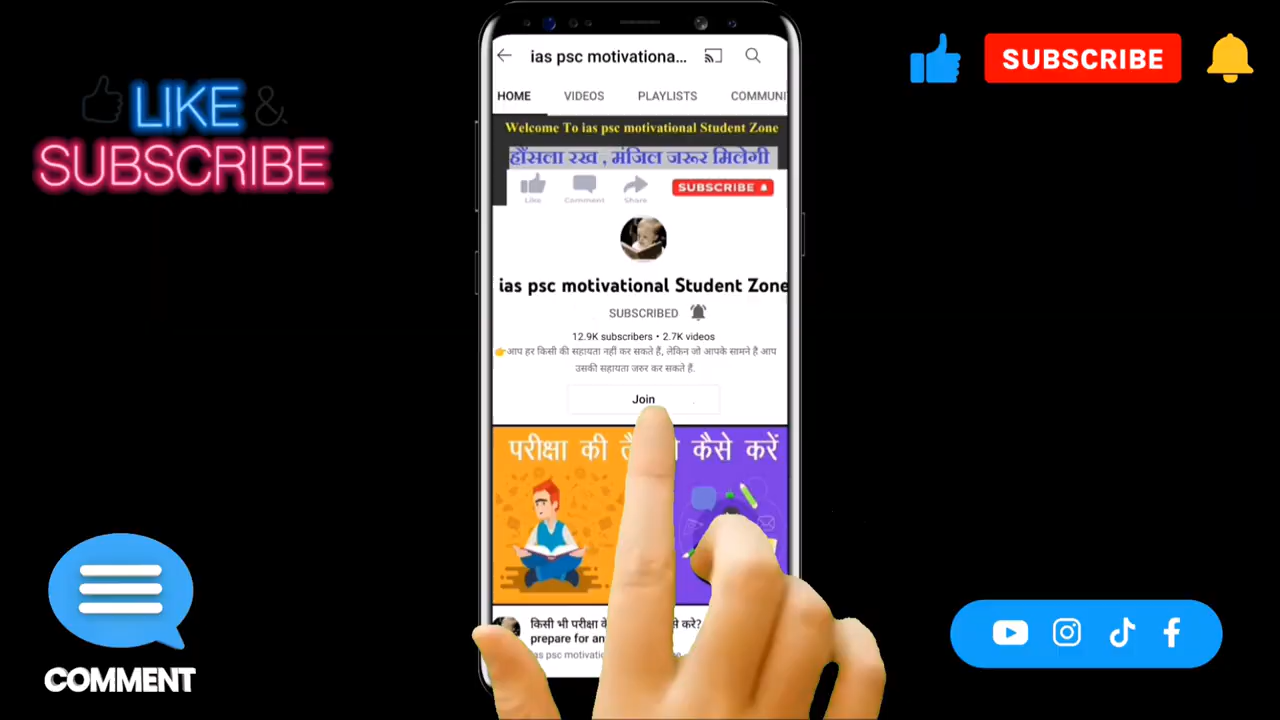 LIKE &
SUBSCRIBE
ias psc motivationa...
SUBSCRIBE
HOME VIDEOS PLAYLISTS COMMUNI
Welcome To ias psc motivational Student Zone
हौंसला रख , मंजिल जरूर मिलेगी
Like Comment Share SUBSCRIBE
ias psc motivational Student Zone
SUBSCRIBED
12.9K subscribers • 2.7K videos
👉आप हर किसी की सहायता नहीं कर सकते हैं, लेकिन जो आपके सामने है आप
उसकी सहायता जरुर कर सकते हैं.
Join
परीक्षा की कैसे करें
किसी भी परीक्षा करे?
prepare for
ias psc motivationa
COMMENT